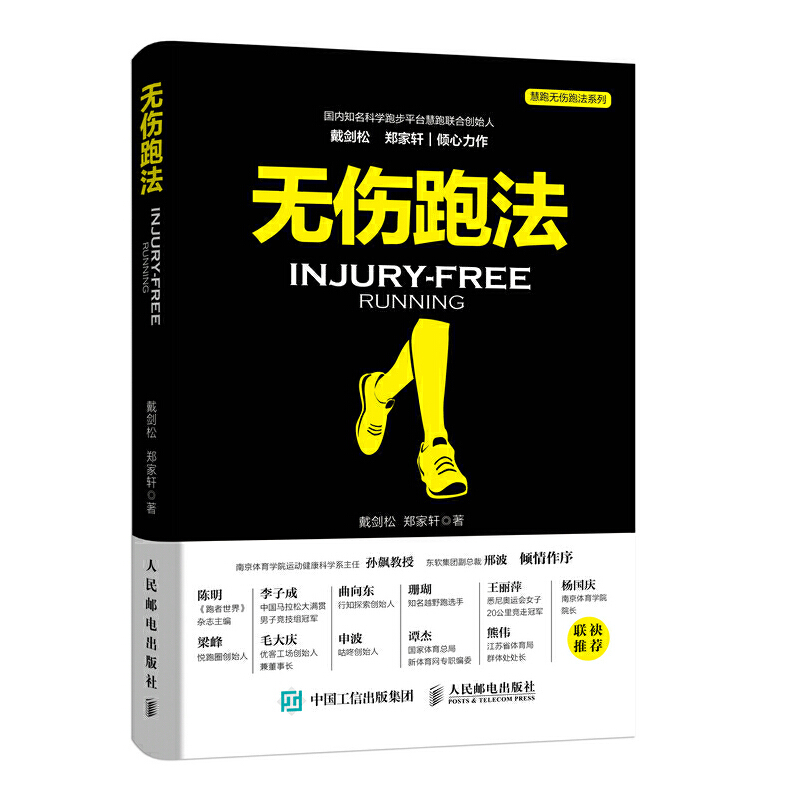 无伤跑法
INJURY-FREE
RUNNING
戴剑松 郑家轩◎著
人民邮电出版社
慧跑无伤跑法系列
国内知名科学跑步平台慧跑联合创始人
戴剑松 郑家轩|倾心力作
无伤跑法
INJURY-FREE
RUNNING
戴剑松 郑家轩◎著
南京体育学院运动健康科学系主任 孙飙教授 东软集团副总裁 邢波 倾情作序
陈明
《跑者世界》
杂志主编
李子成
中国马拉松大满贯
男子竞技组冠军
曲向东
行知探索创始人
珊瑚
知名越野跑选手
王丽萍
悉尼奥运会女子
20公里竞走冠军
杨国庆
南京体育学院
院长
梁峰
悦跑圈创始人
毛大庆
优客工场创始人
兼董事长
申波
咕咚创始人
谭杰
国家体育总局
新体育网专职编委
熊伟
江苏省体育局
群体处处长
联袂
推荐
中国工信出版集团
人民邮电出版社
POSTS & TELECOM PRESS